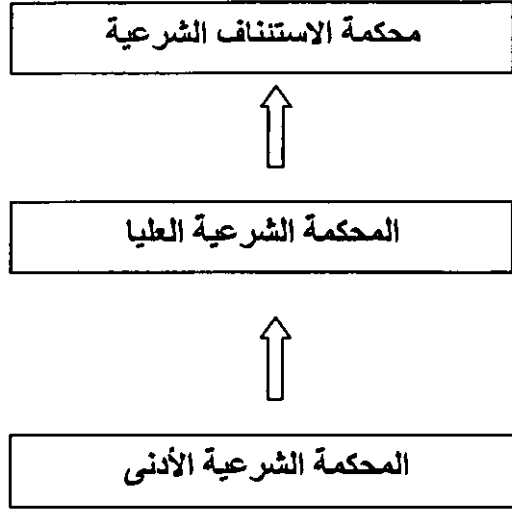 محكمة الاستئناف الشرعية
المحكمة الشرعية العليا
المحكمة الشرعية الأدنى